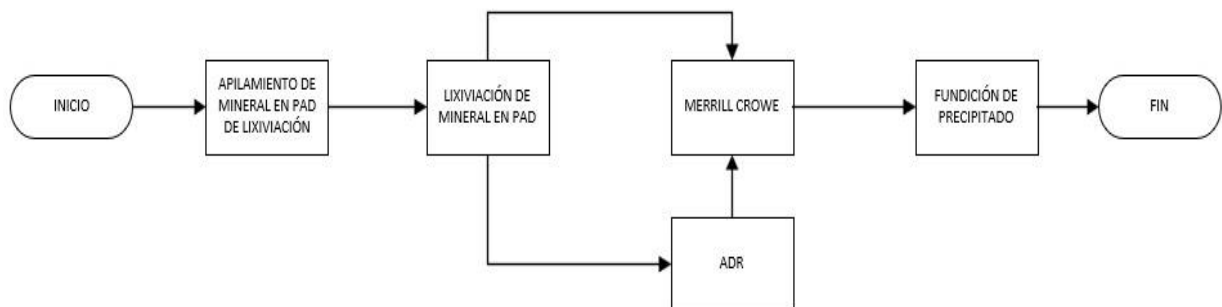 INICIO
APILAMIENTO DE
MINERAL EN PAD
DE LIXIVIACIÓN
LIXIVIACIÓN DE
MINERAL EN PAD
MERRILL CROWE
FUNDICIÓN DE
PRECIPITADO
FIN
ADR